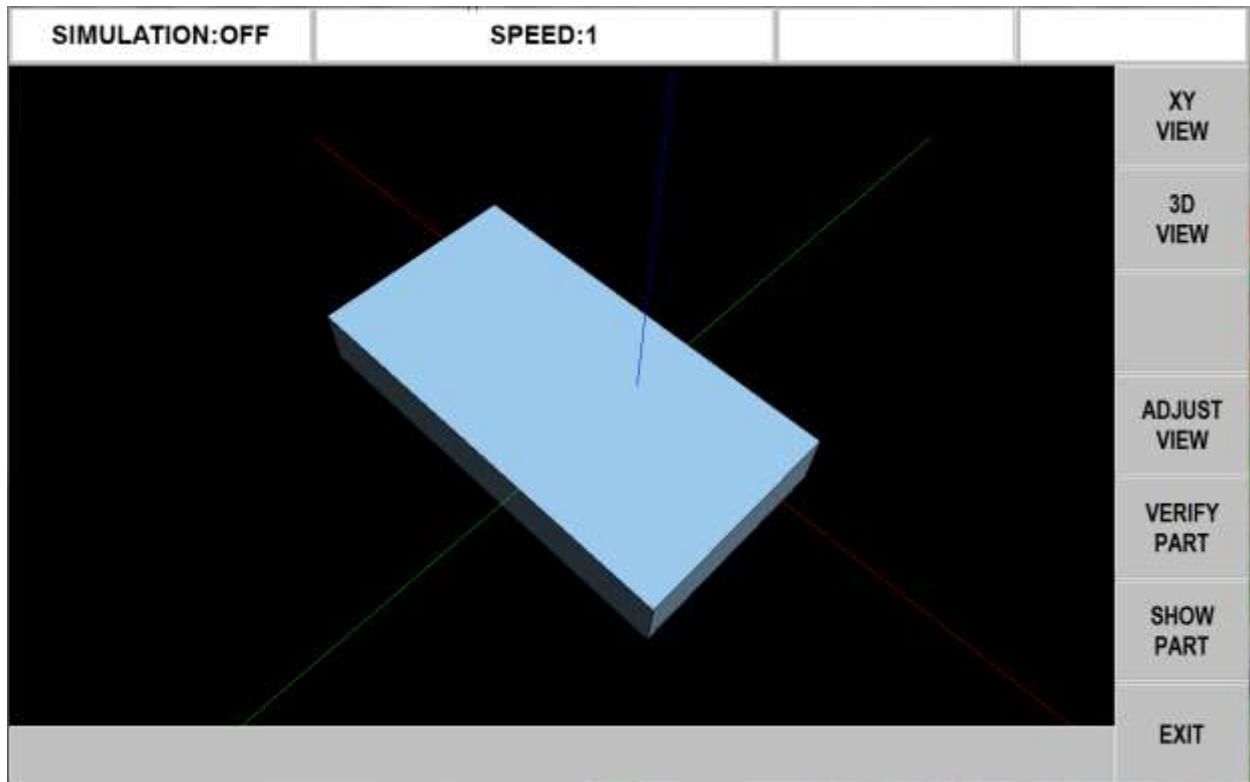 SIMULATION:OFF
SPEED:1
XY
VIEW
3D
VIEW
ADJUST
VIEW
VERIFY
PART
SHOW
PART
EXIT